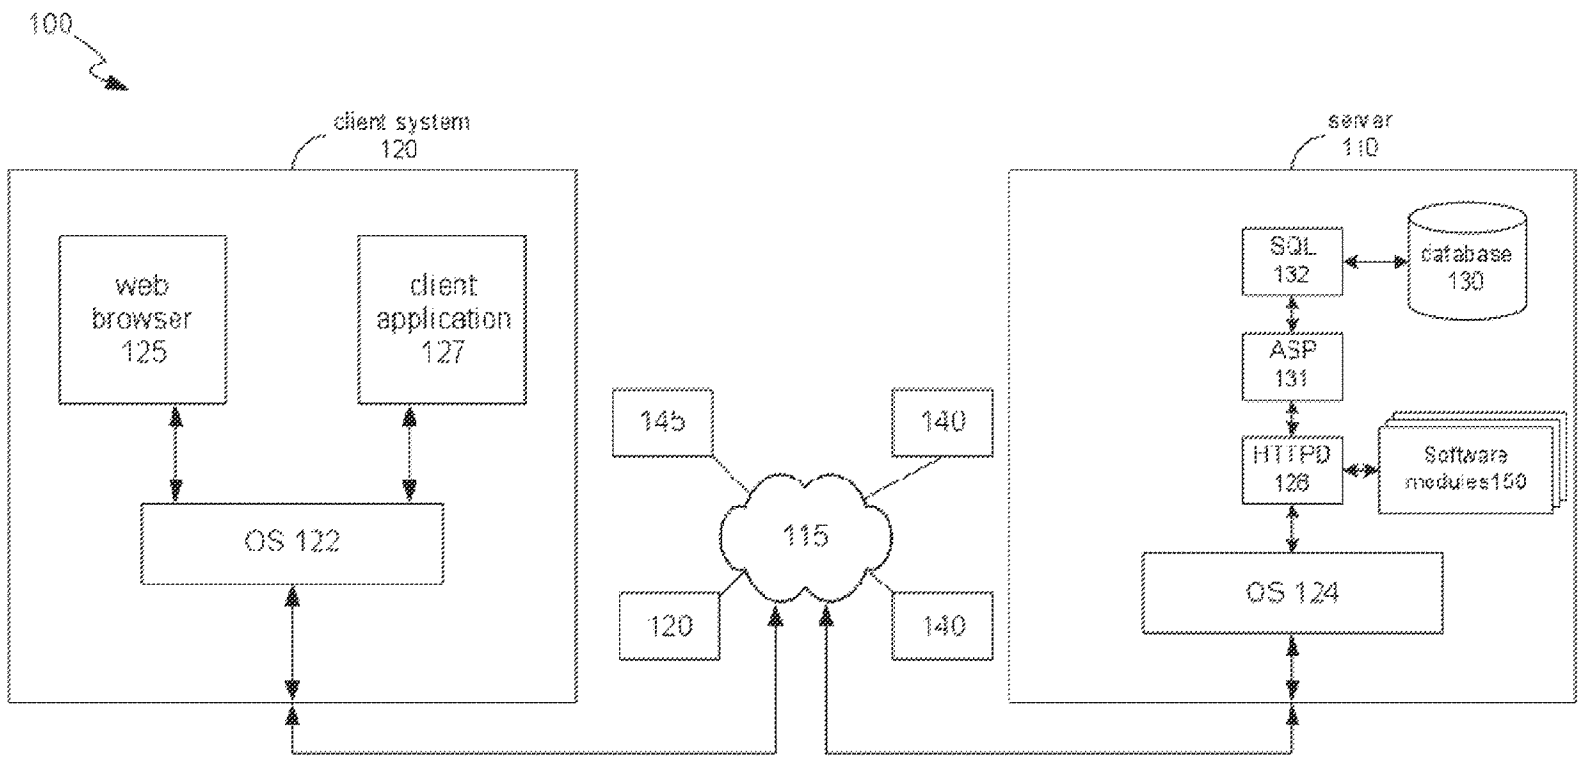 100
client system
120
server
110
web
browser
125
client
application
127
OS 122
145
140
115
120
140
SQL
132
database
130
ASP
131
HTTPD
128
Software
modules150
OS 124